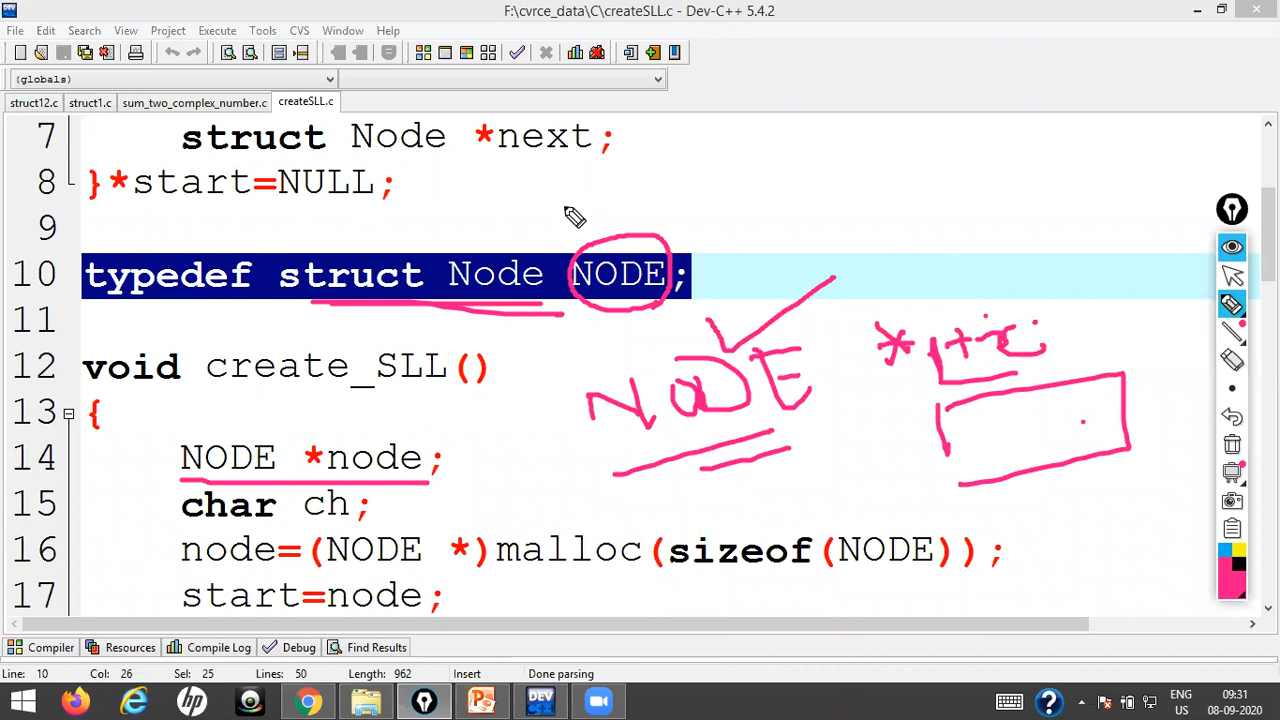 F:\cvrce_data\C\createSLL.c - Dev-C++ 5.4.2
File Edit Search View Project Execute Tools CVS Window Help
(globals)
struct12.c struct1.c sum_two_complex_number.c createSLL.c
7 struct Node *next;
8 }*start=NULL;
9
10 typedef struct Node NODE;
11
12 void create_SLL()
13 {
14 NODE *node;
15 char ch;
16 node=(NODE *)malloc(sizeof(NODE));
17 start=node;
NODE
*ptr
Compiler Resources Compile Log Debug Find Results
Line: 10 Col: 26 Sel: 25 Lines: 50 Length: 962 Insert Done parsing
hp P DEV ENG 09:31
US 08-09-2020